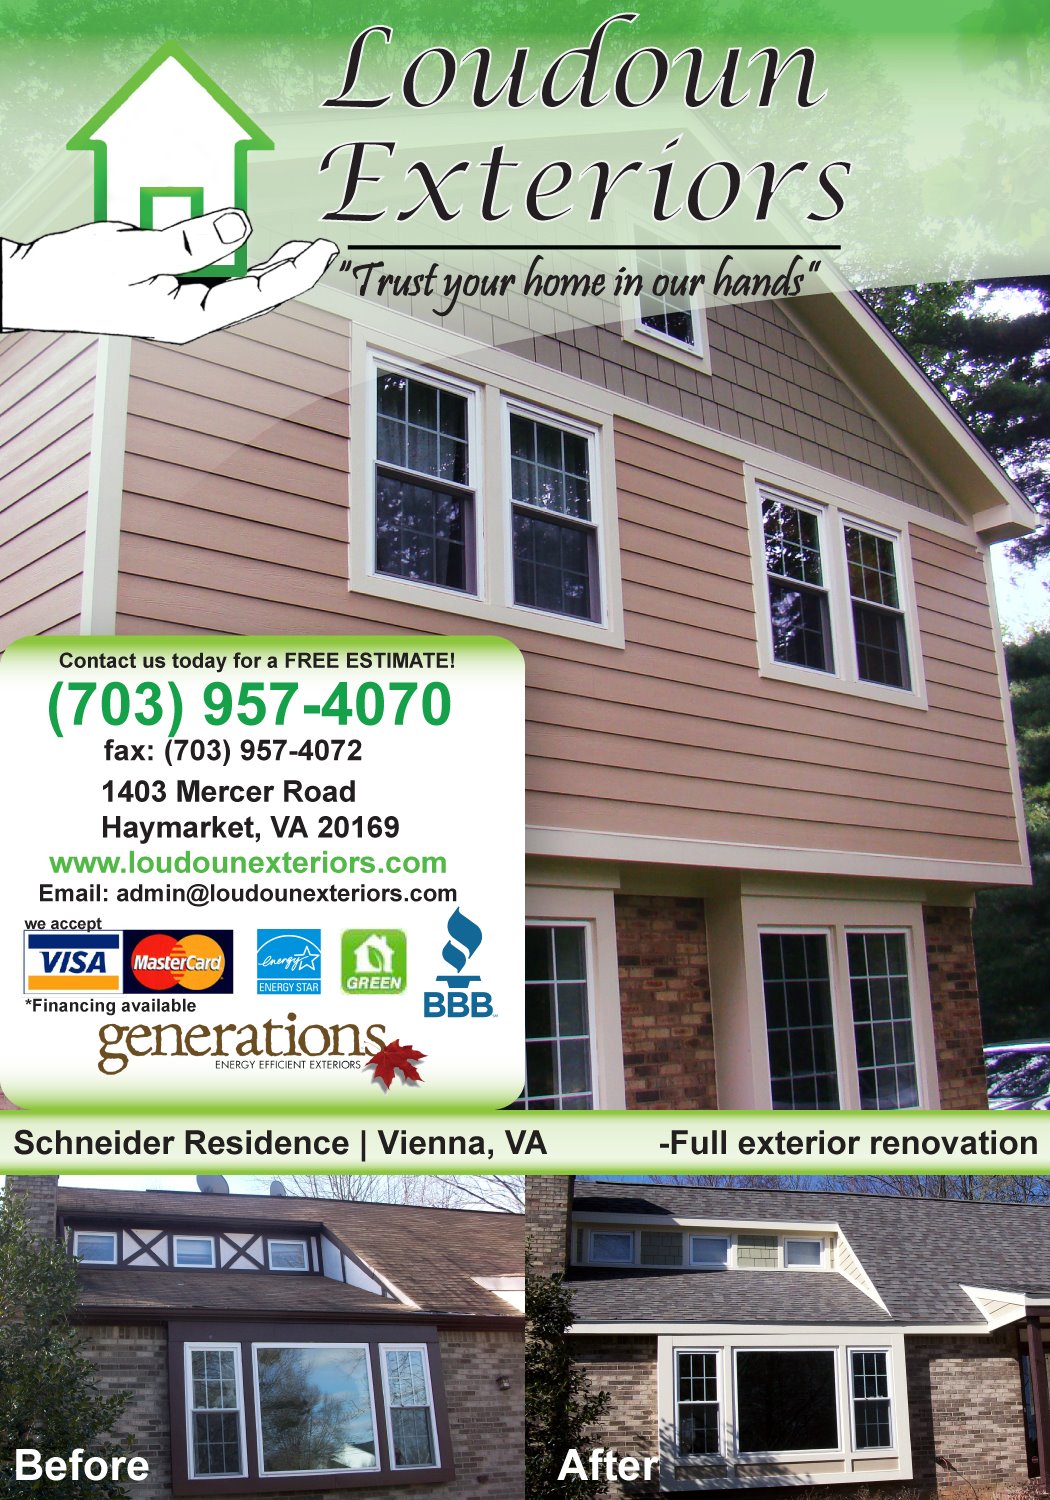 Loudoun
Exteriors
"Trust your home in our hands"
Contact us today for a FREE ESTIMATE!
(703) 957-4070
fax: (703) 957-4072
1403 Mercer Road
Haymarket, VA 20169
www.loudounexteriors.com
Email: admin@loudounexteriors.com
we accept
VISA
MasterCard
energy
ENERGY STAR
GREEN
BBB
*Financing available
generations
ENERGY EFFICIENT EXTERIORS
Schneider Residence | Vienna, VA -Full exterior renovation
Before
After